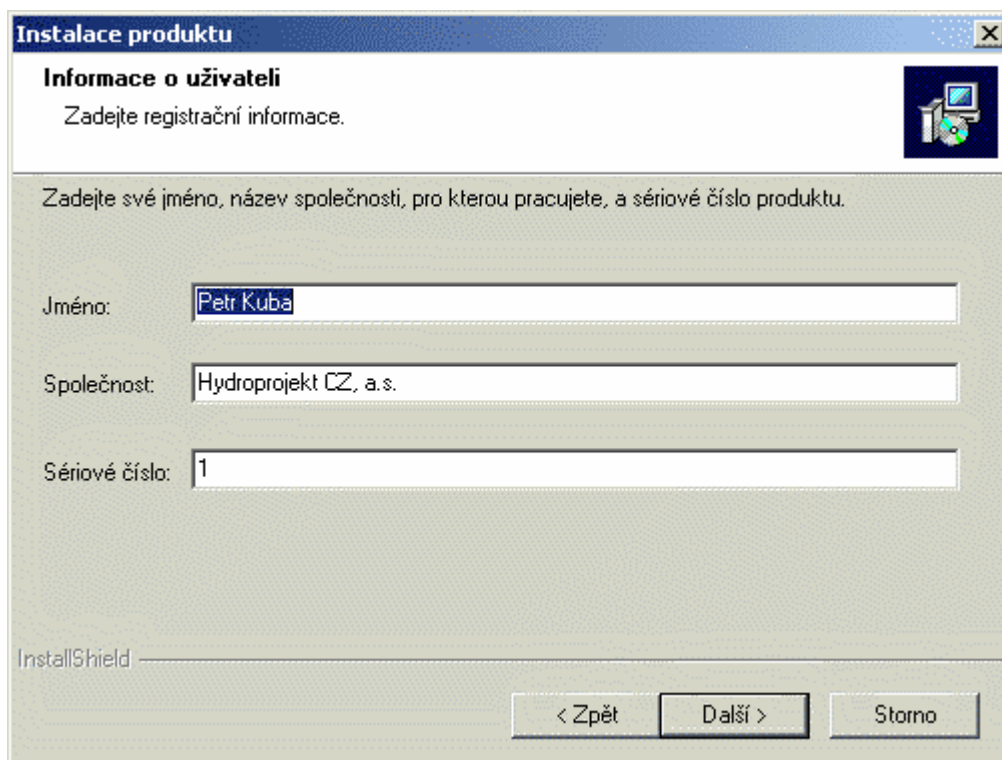 Instalace produktu
Informace o uživateli
Zadejte registrační informace.
Zadejte své jméno, název společnosti, pro kterou pracujete, a sériové číslo produktu.
Jméno: Petr Kuba
Společnost: Hydroprojekt CZ, a.s.
Sériové číslo: 1
InstallShield
< Zpět Další > Storno